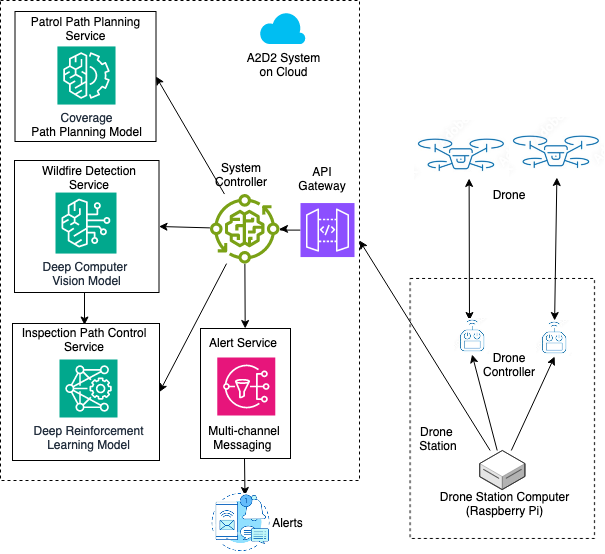 Patrol Path Planning
Service
Coverage
Path Planning Model
A2D2 System
on Cloud
Wildfire Detection
Service
Deep Computer
Vision Model
System
Controller
API
Gateway
Drone
Inspection Path Control
Service
Deep Reinforcement
Learning Model
Alert Service
Multi-channel
Messaging
Alerts
Drone
Controller
Drone
Station
Drone Station Computer
(Raspberry Pi)